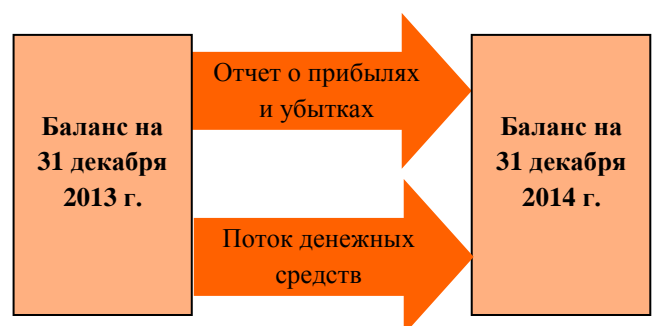 Баланс на
31 декабря
2013 г.
Отчет о прибылях
и убытках
Поток денежных
средств
Баланс на
31 декабря
2014 г.